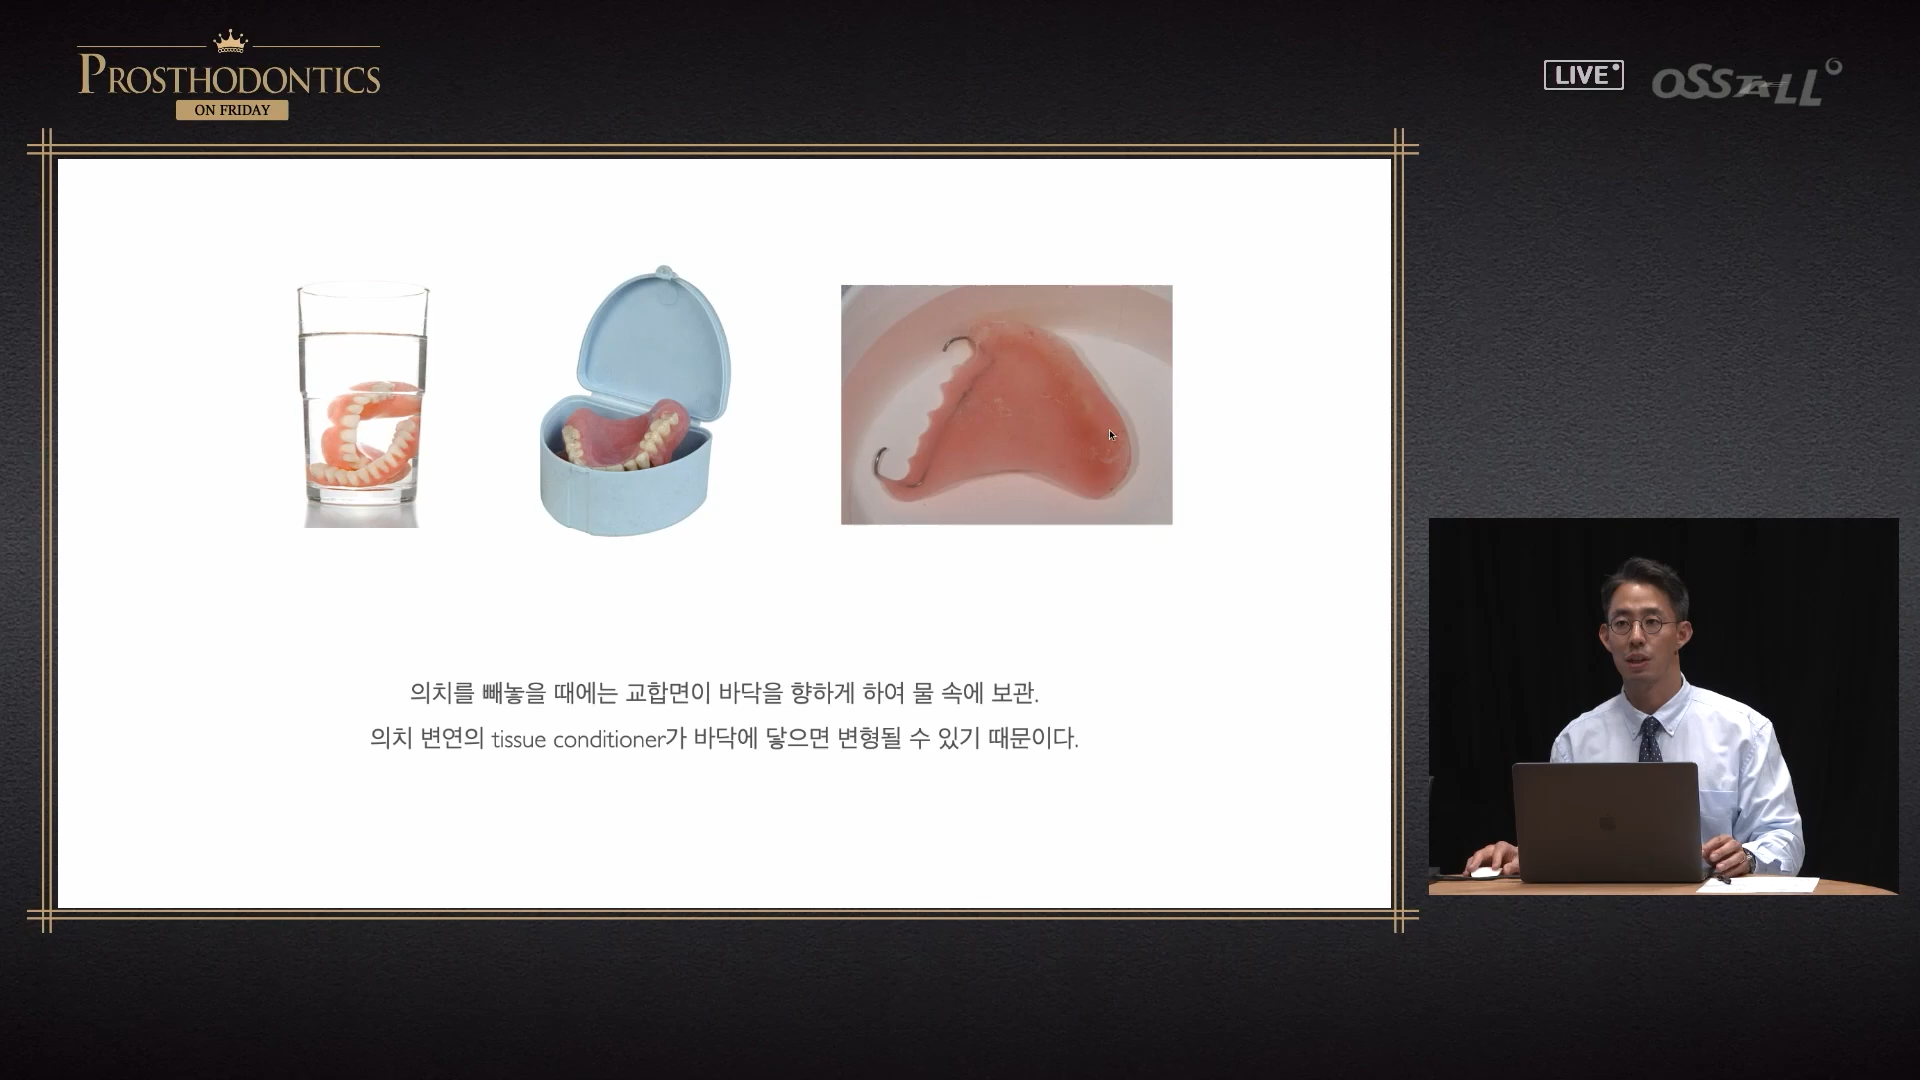 PROSTHODONTICS
ON FRIDAY
LIVE
OSSTALL
의치를 빼놓을 때에는 교합면이 바닥을 향하게 하여 물 속에 보관.
의치 변연의 tissue conditioner가 바닥에 닿으면 변형될 수 있기 때문이다.